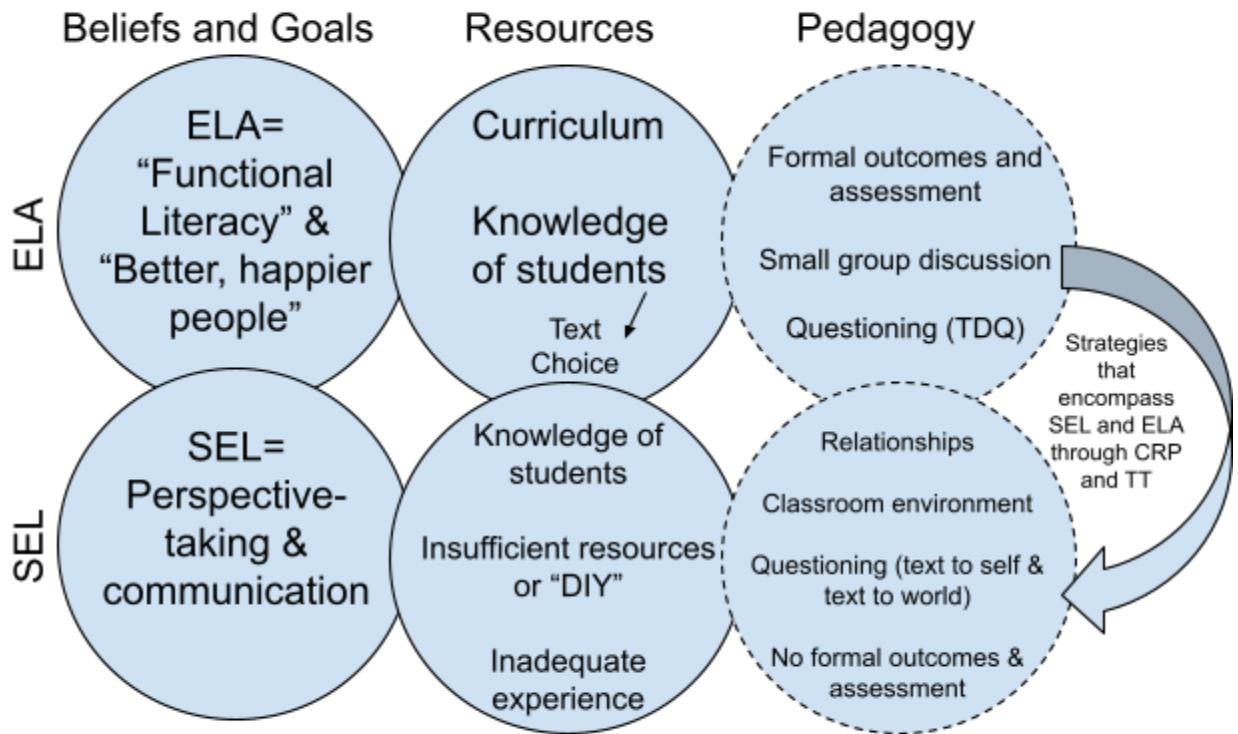 Beliefs and Goals
Resources
Pedagogy
ELA
ELA=
“Functional
Literacy” &
“Better, happier
people”
Curriculum
Knowledge
of students
Text
Choice
Formal outcomes and
assessment
Small group discussion
Questioning (TDQ)
Strategies
that
encompass
SEL and ELA
through CRP
and TT
SEL
SEL=
Perspective-
taking &
communication
Knowledge of
students
Insufficient resources
or “DIY”
Inadequate
experience
Relationships
Classroom environment
Questioning (text to self &
text to world)
No formal outcomes &
assessment